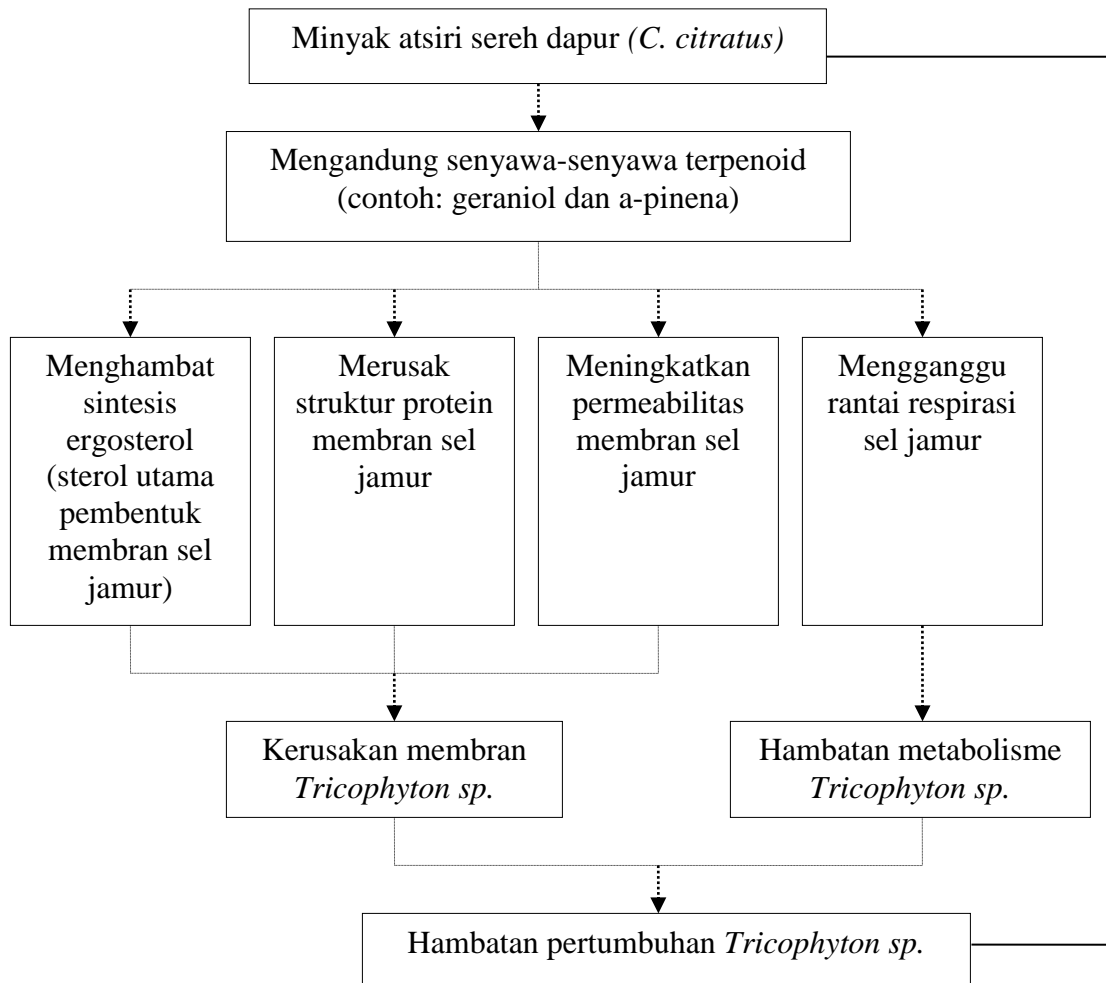 Minyak atsiri sereh dapur (C. citratus)
Mengandung senyawa-senyawa terpenoid
(contoh: geraniol dan a-pinena)
Menghambat
sintesis
ergosterol
(sterol utama
pembentuk
membran sel
jamur)
Merusak
struktur protein
membran sel
jamur
Meningkatkan
permeabilitas
membran sel
jamur
Mengganggu
rantai respirasi
sel jamur
Kerusakan membran
Tricophyton sp.
Hambatan metabolisme
Tricophyton sp.
Hambatan pertumbuhan Tricophyton sp.